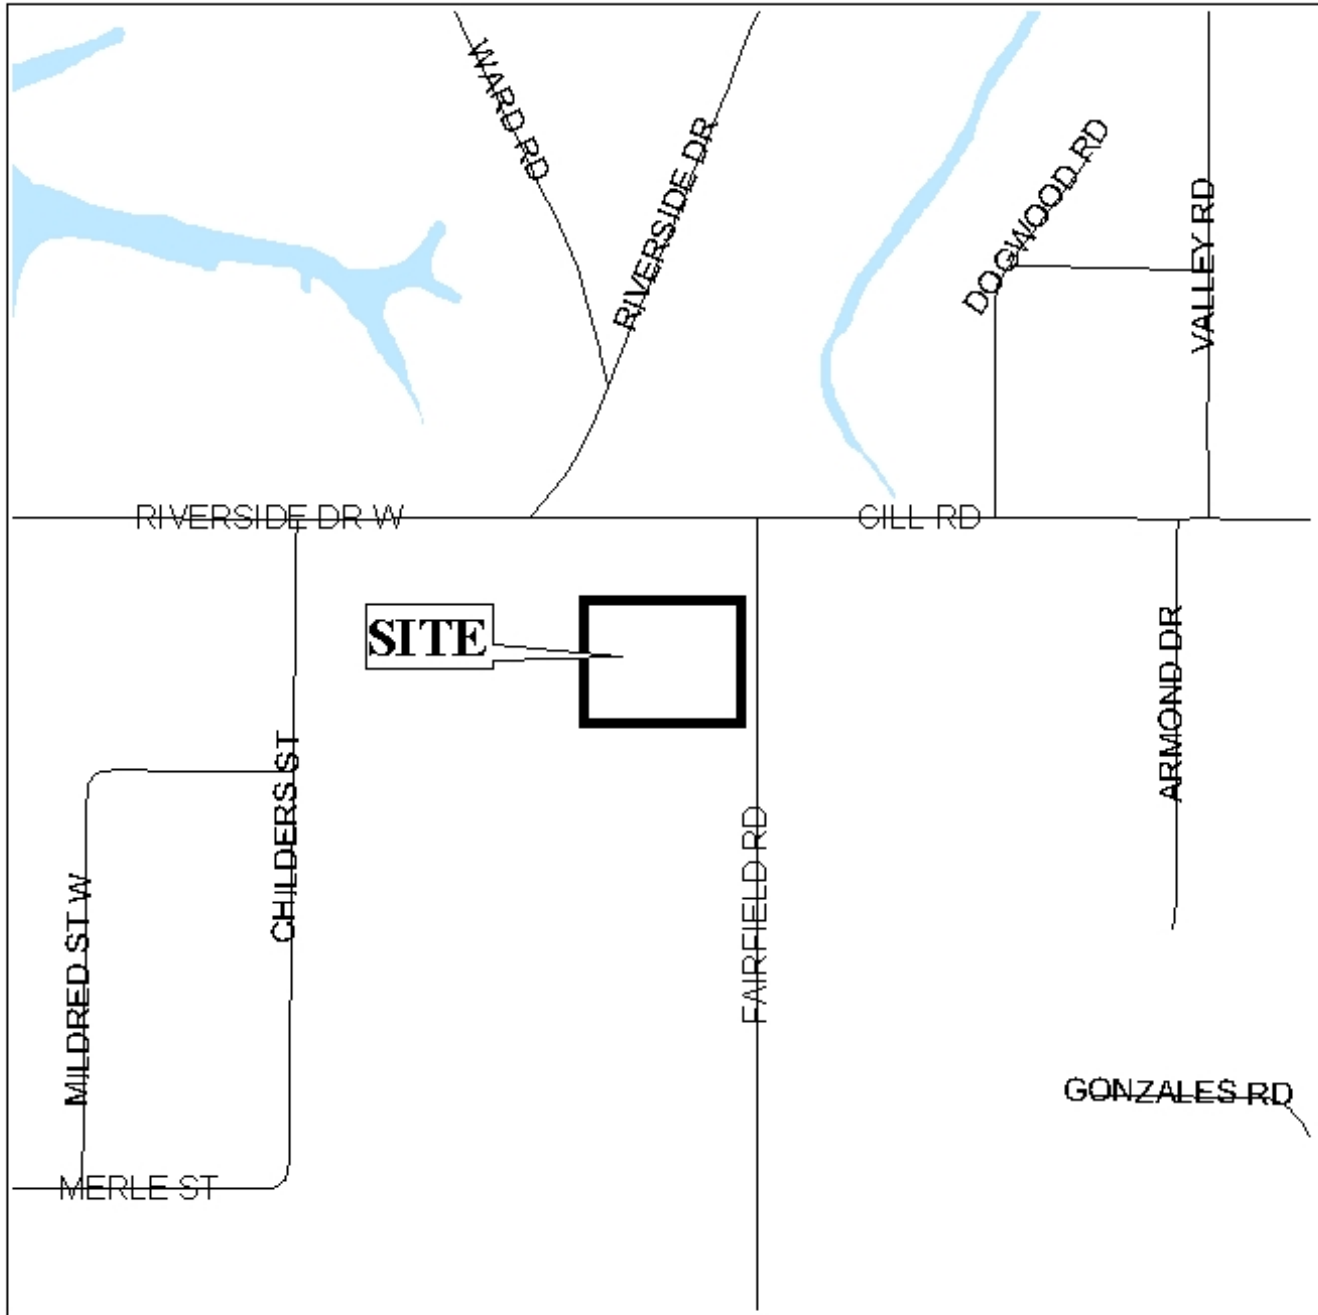 WARD RD
RIVERSIDE DR
DOGWOOD RD
VALLEY RD
RIVERSIDE DR W
CILL RD
SITE
ARMOND DR
CHILDERS ST
FAIRFIELD RD
MILDRED ST W
GONZALES RD
MERLE ST